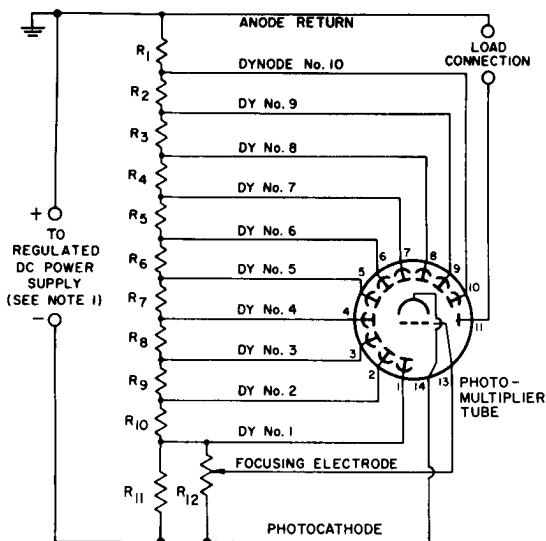 ANODE RETURN
R1
LOAD
CONNECTION
DYNODE No. 10
R2
DY No. 9
R3
DY No. 8
R4
DY No. 7
R5
+
TO
REGULATED
DC POWER
SUPPLY
(SEE NOTE 1)
-
DY No. 6
R6
DY No. 5
R7
DY No. 4
R8
DY No. 3
R9
DY No. 2
R10
DY No. 1
5
6
7
8
9
10
4
11
3
2
1
14
13
PHOTO-
MULTIPLIER
TUBE
FOCUSING ELECTRODE
R11
R12
PHOTOCATHODE